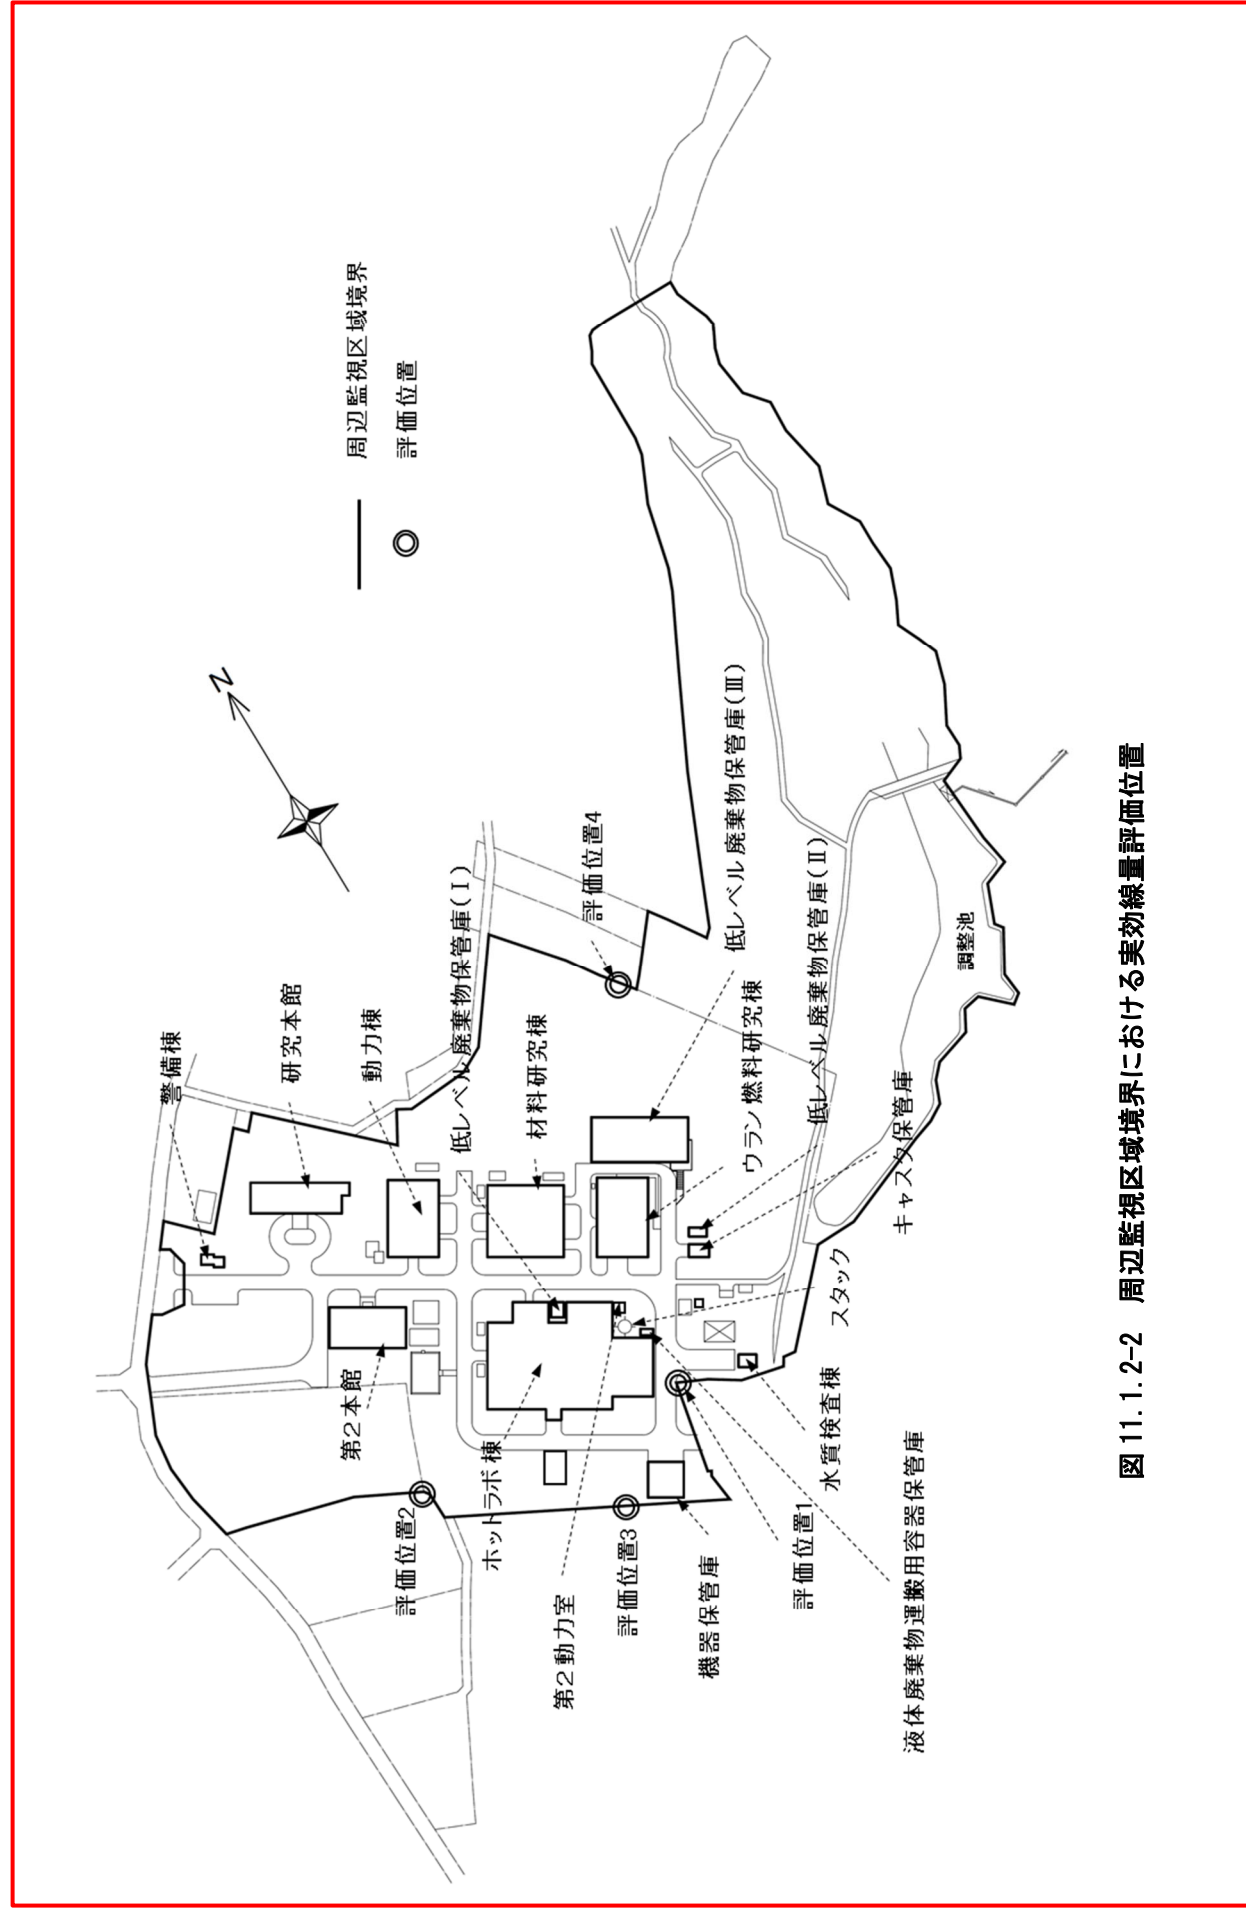 周辺監視区域境界
評価位置
N
警備棟
研究本館
動力棟
低レベル廃棄物保管庫(Ⅰ)
材料研究棟
評価位置4
低レベル廃棄物保管庫(Ⅲ)
ウラン燃料研究棟
低レベル廃棄物保管庫(Ⅱ)
キャスク保管庫
調整池
スタック
第2本館
評価位置2
ホットラボ棟
第2動力室
評価位置3
機器保管庫
評価位置1
水質検査棟
液体廃棄物運搬用容器保管庫
図 11.1.2-2 周辺監視区域境界における実効線量評価位置